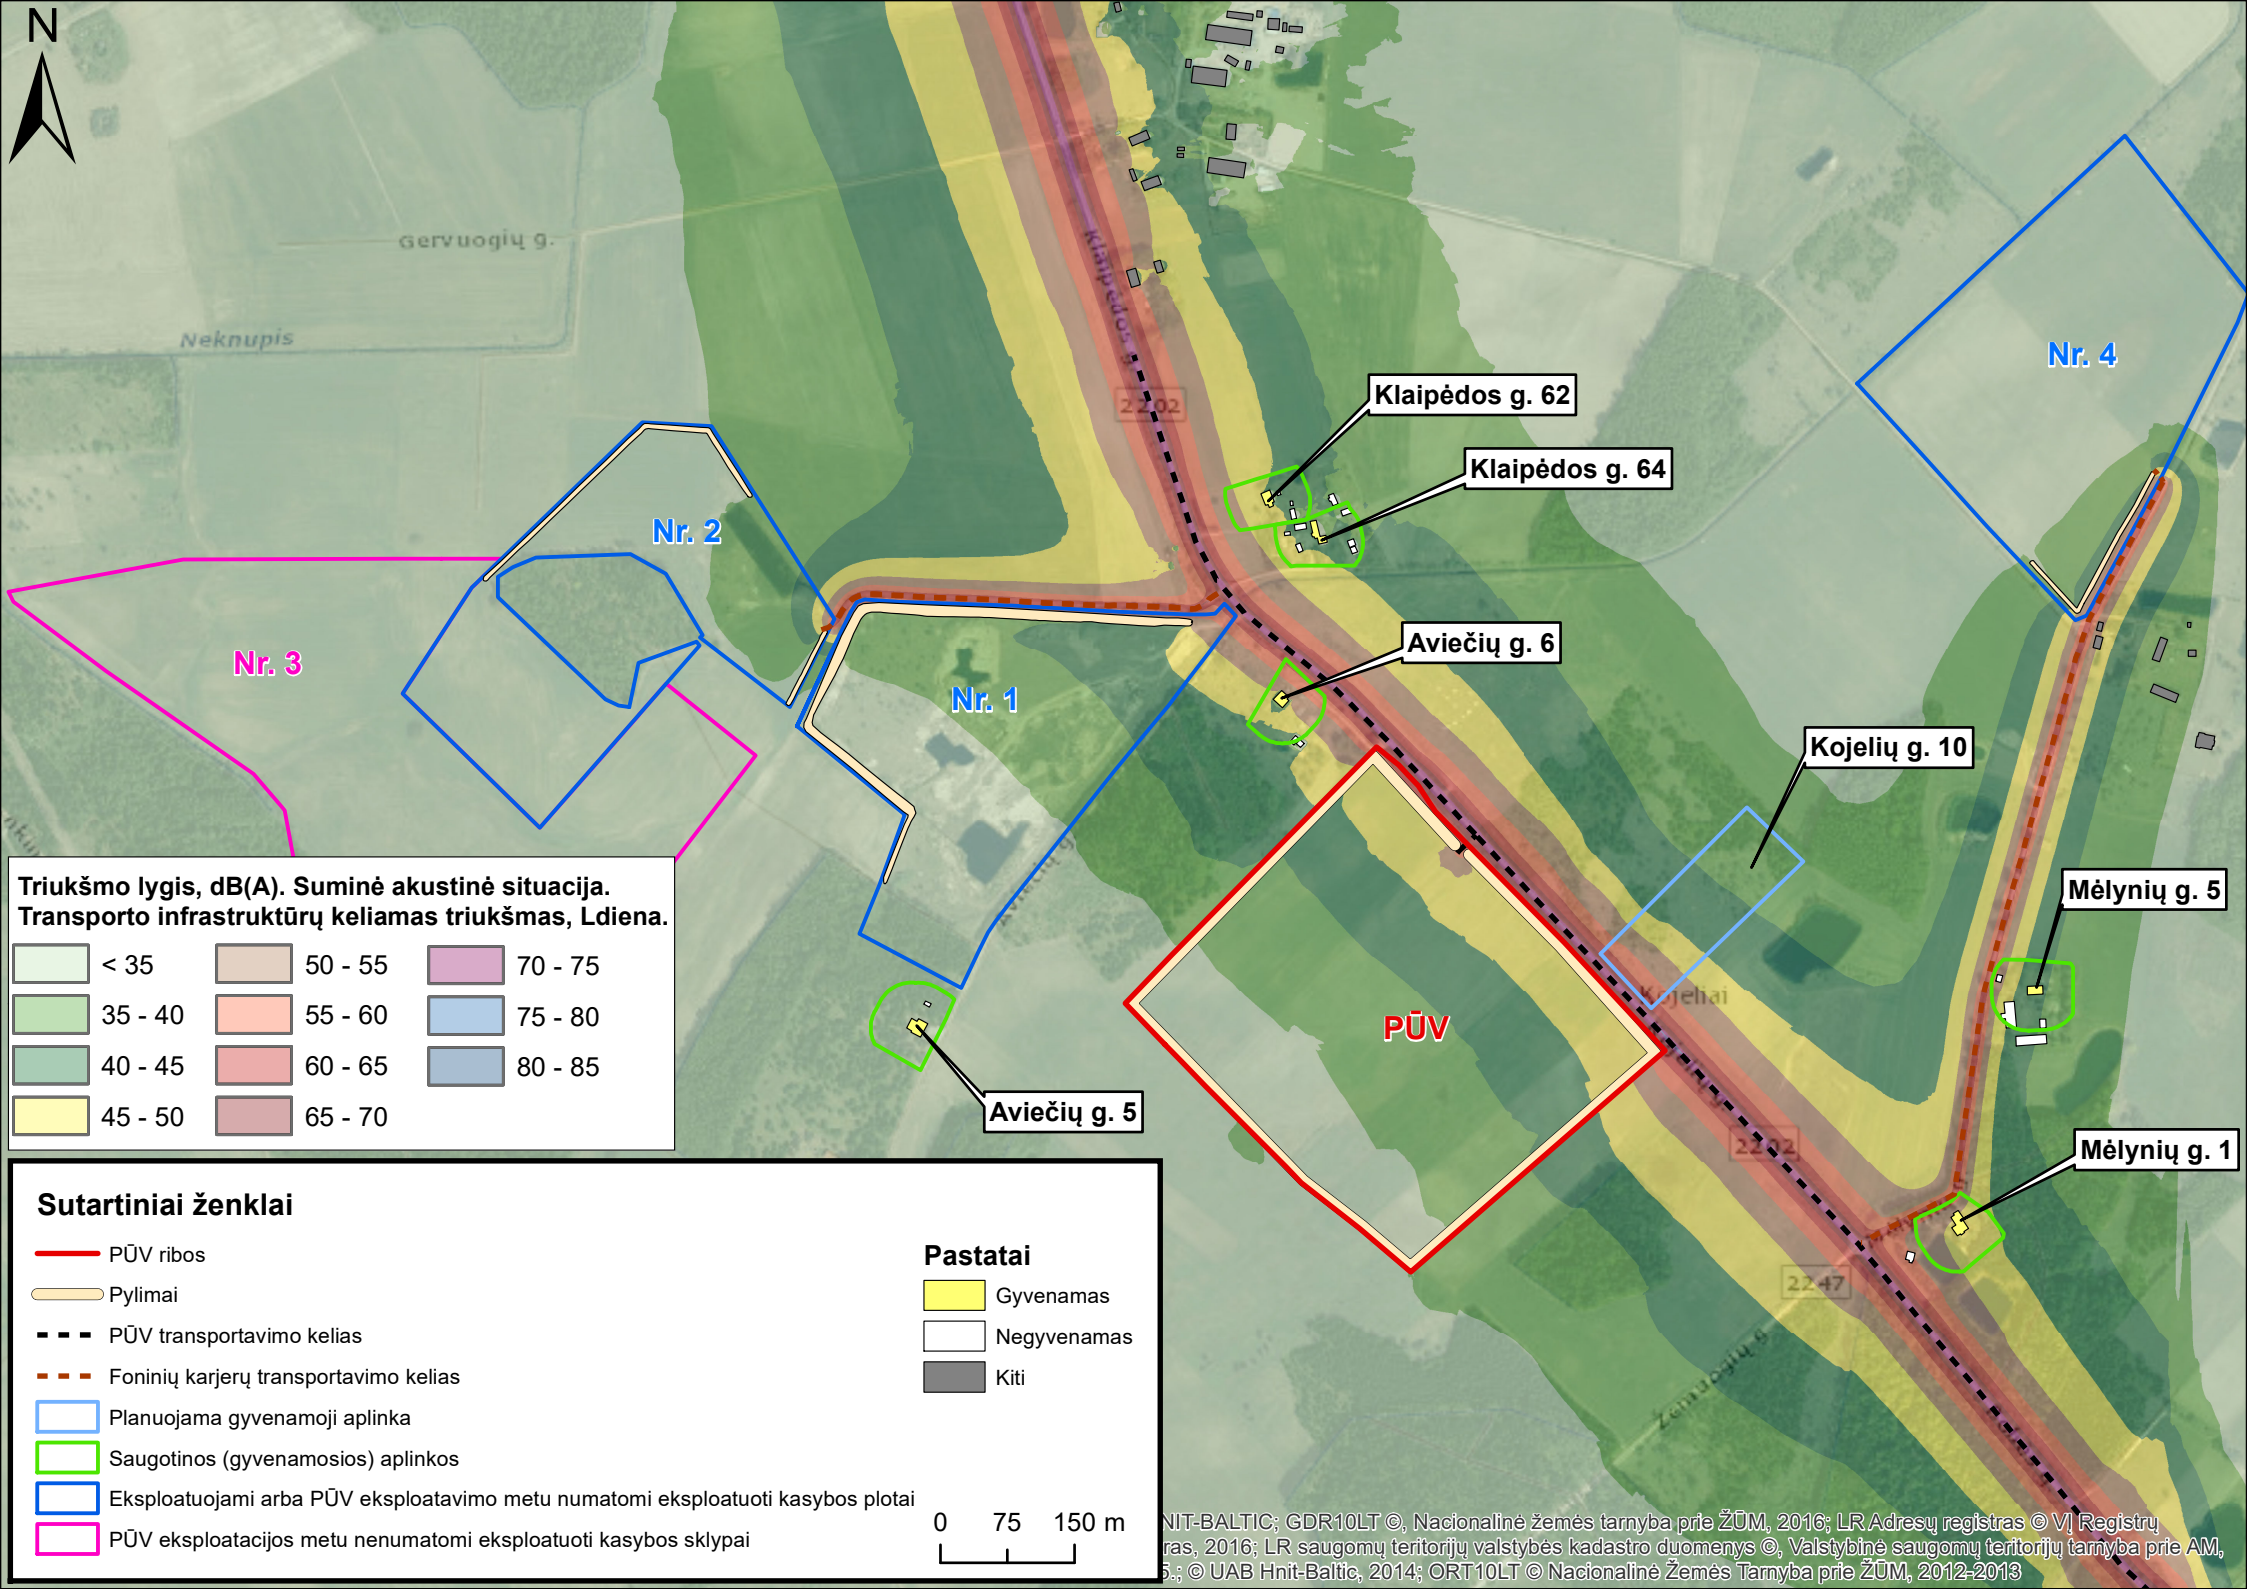 N
Gervuogių g.
Neknupis
Klaipėdos g.
2202
Klaipėdos g. 62
Klaipėdos g. 64
Nr. 4
Nr. 2
Nr. 3
Nr. 1
Aviečių g. 6
Kojelių g. 10
Mėlynių g. 5
Aviečių g.
Kojeliai
PŪV
Aviečių g. 5
2202
Mėlynių g. 1
2247
Žemuogių g.
Triukšmo lygis, dB(A). Suminė akustinė situacija.
Transporto infrastruktūrų keliamas triukšmas, Ldiena.
< 35
50 - 55
70 - 75
35 - 40
55 - 60
75 - 80
40 - 45
60 - 65
80 - 85
45 - 50
65 - 70
Sutartiniai ženklai
PŪV ribos
Pylimai
PŪV transportavimo kelias
Foninių karjerų transportavimo kelias
Planuojama gyvenamoji aplinka
Saugotinos (gyvenamosios) aplinkos
Eksploatuojami arba PŪV eksploatavimo metu numatomi eksploatuoti kasybos plotai
PŪV eksploatacijos metu nenumatomi eksploatuoti kasybos sklypai
Pastatai
Gyvenamas
Negyvenamas
Kiti
0 75 150 m
NIT-BALTIC; GDR10LT ©, Nacionalinė žemės tarnyba prie ŽŪM, 2016; LR Adresų registras © VĮ Registrų
ras, 2016; LR saugomų teritorijų valstybės kadastro duomenys ©, Valstybinė saugomų teritorijų tarnyba prie AM,
5.; © UAB Hnit-Baltic, 2014; ORT10LT © Nacionalinė Žemės Tarnyba prie ŽŪM, 2012-2013